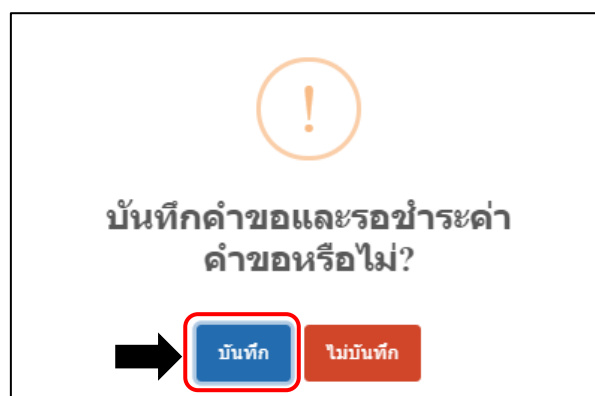 !
บันทึกคำขอและรอชำระค่า
คำขอหรือไม่?
บันทึก
ไม่บันทึก